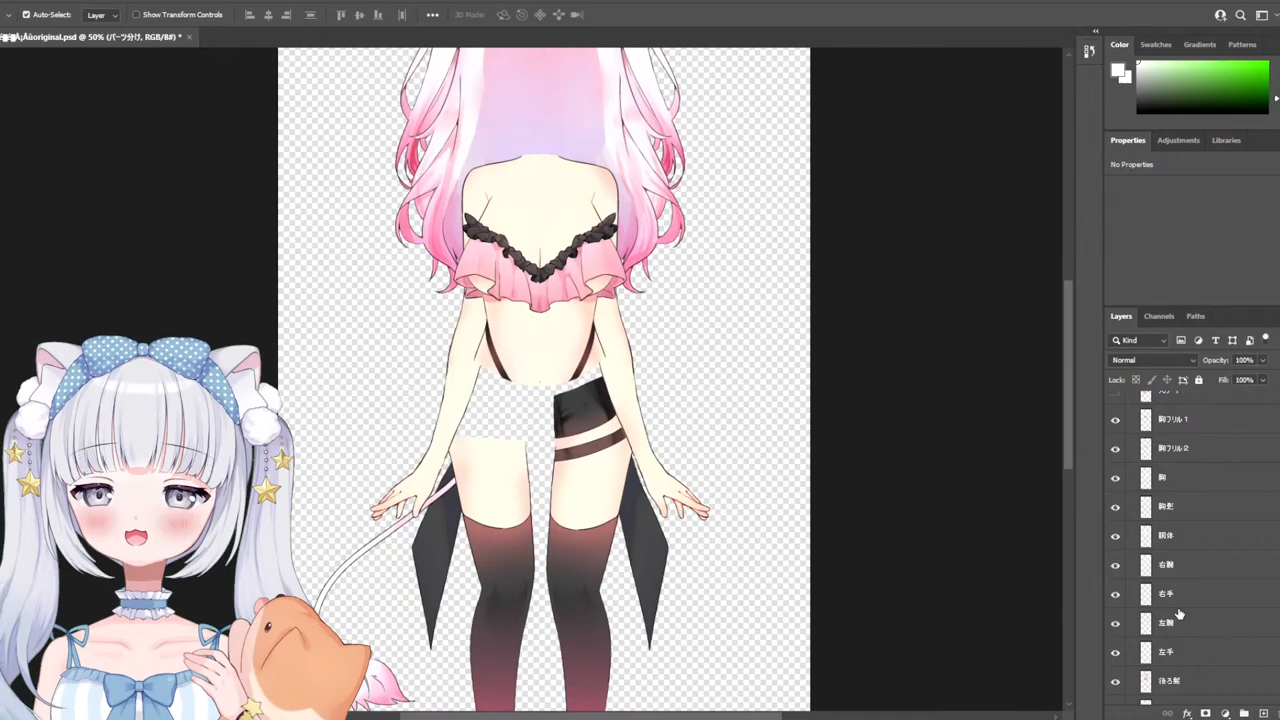 Auto-Select:
Layer
Show Transform Controls
3D Mode:
original.psd @ 50% (パーツ分け, RGB/8#) *
Color
Swatches
Gradients
Patterns
Properties
Adjustments
Libraries
No Properties
Layers
Channels
Paths
Kind
Normal
Opacity: 100%
Lock:
Fill: 100%
胸フリル1
胸フリル2
胸
胸影
胴体
右腕
右手
左腕
左手
後ろ髪